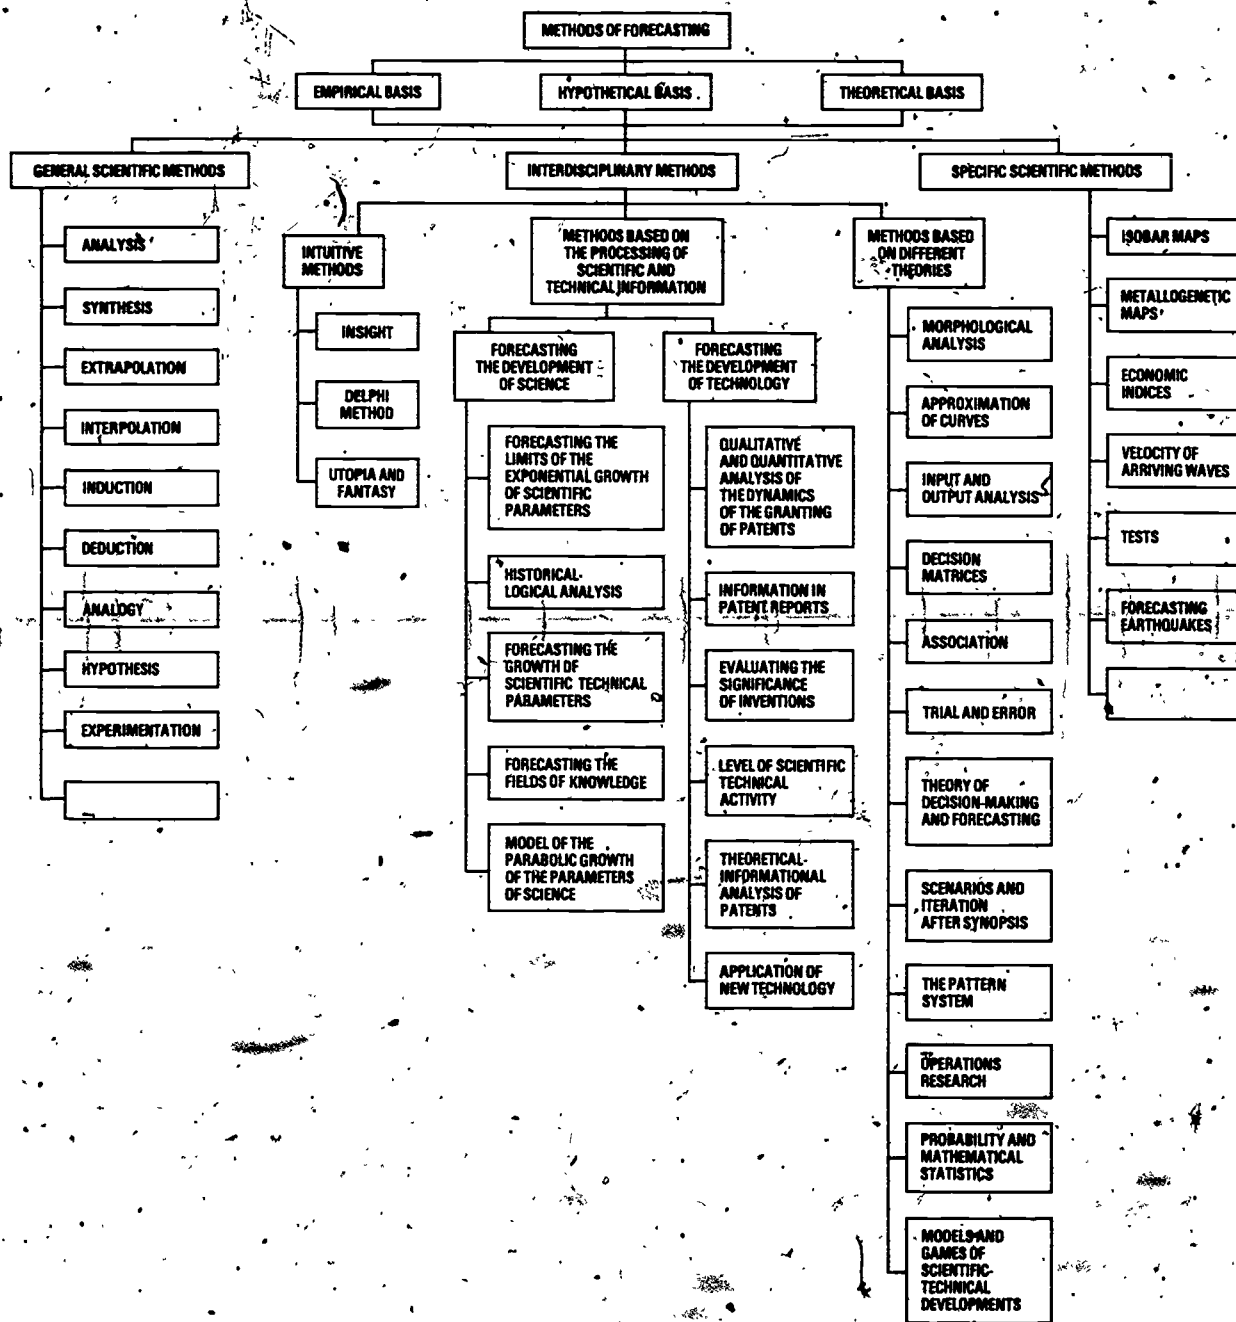 METHODS OF FORECASTING
EMPIRICAL BASIS
HYPOTHETICAL BASIS
THEORETICAL BASIS
GENERAL SCIENTIFIC METHODS
INTERDISCIPLINARY METHODS
SPECIFIC SCIENTIFIC METHODS
ANALYSIS
SYNTHESIS
EXTRAPOLATION
INTERPOLATION
INDUCTION
DEDUCTION
ANALOGY
HYPOTHESIS
EXPERIMENTATION
INTUITIVE
METHODS
INSIGHT
DELPHI
METHOD
UTOPIA AND
FANTASY
METHODS BASED ON
THE PROCESSING OF
SCIENTIFIC AND
TECHNICAL INFORMATION
FORECASTING
THE DEVELOPMENT
OF SCIENCE
FORECASTING THE
LIMITS OF THE
EXPONENTIAL GROWTH
OF SCIENTIFIC
PARAMETERS
HISTORICAL-
LOGICAL ANALYSIS
FORECASTING THE
GROWTH OF
SCIENTIFIC TECHNICAL
PARAMETERS
FORECASTING THE
FIELDS OF KNOWLEDGE
MODEL OF THE
PARABOLIC GROWTH
OF THE PARAMETERS
OF SCIENCE
FORECASTING
THE DEVELOPMENT
OF TECHNOLOGY
QUALITATIVE
AND QUANTITATIVE
ANALYSIS OF
THE DYNAMICS
OF THE GRANTING
OF PATENTS
INFORMATION IN
PATENT REPORTS
EVALUATING THE
SIGNIFICANCE
OF INVENTIONS
LEVEL OF SCIENTIFIC
TECHNICAL
ACTIVITY
THEORETICAL-
INFORMATIONAL
ANALYSIS OF
PATENTS
APPLICATION OF
NEW TECHNOLOGY
METHODS BASED
ON DIFFERENT
THEORIES
MORPHOLOGICAL
ANALYSIS
APPROXIMATION
OF CURVES
INPUT AND
OUTPUT ANALYSIS
DECISION
MATRICES
ASSOCIATION
TRIAL AND ERROR
THEORY OF
DECISION-MAKING
AND FORECASTING
SCENARIOS AND
ITERATION
AFTER SYNOPSIS
THE PATTERN
SYSTEM
OPERATIONS
RESEARCH
PROBABILITY AND
MATHEMATICAL
STATISTICS
MODELS AND
GAMES OF
SCIENTIFIC-
TECHNICAL
DEVELOPMENTS
ISOBAR MAPS
METALLOGENETIC
MAPS
ECONOMIC
INDICES
VELOCITY OF
ARRIVING WAVES
TESTS
FORECASTING
EARTHQUAKES